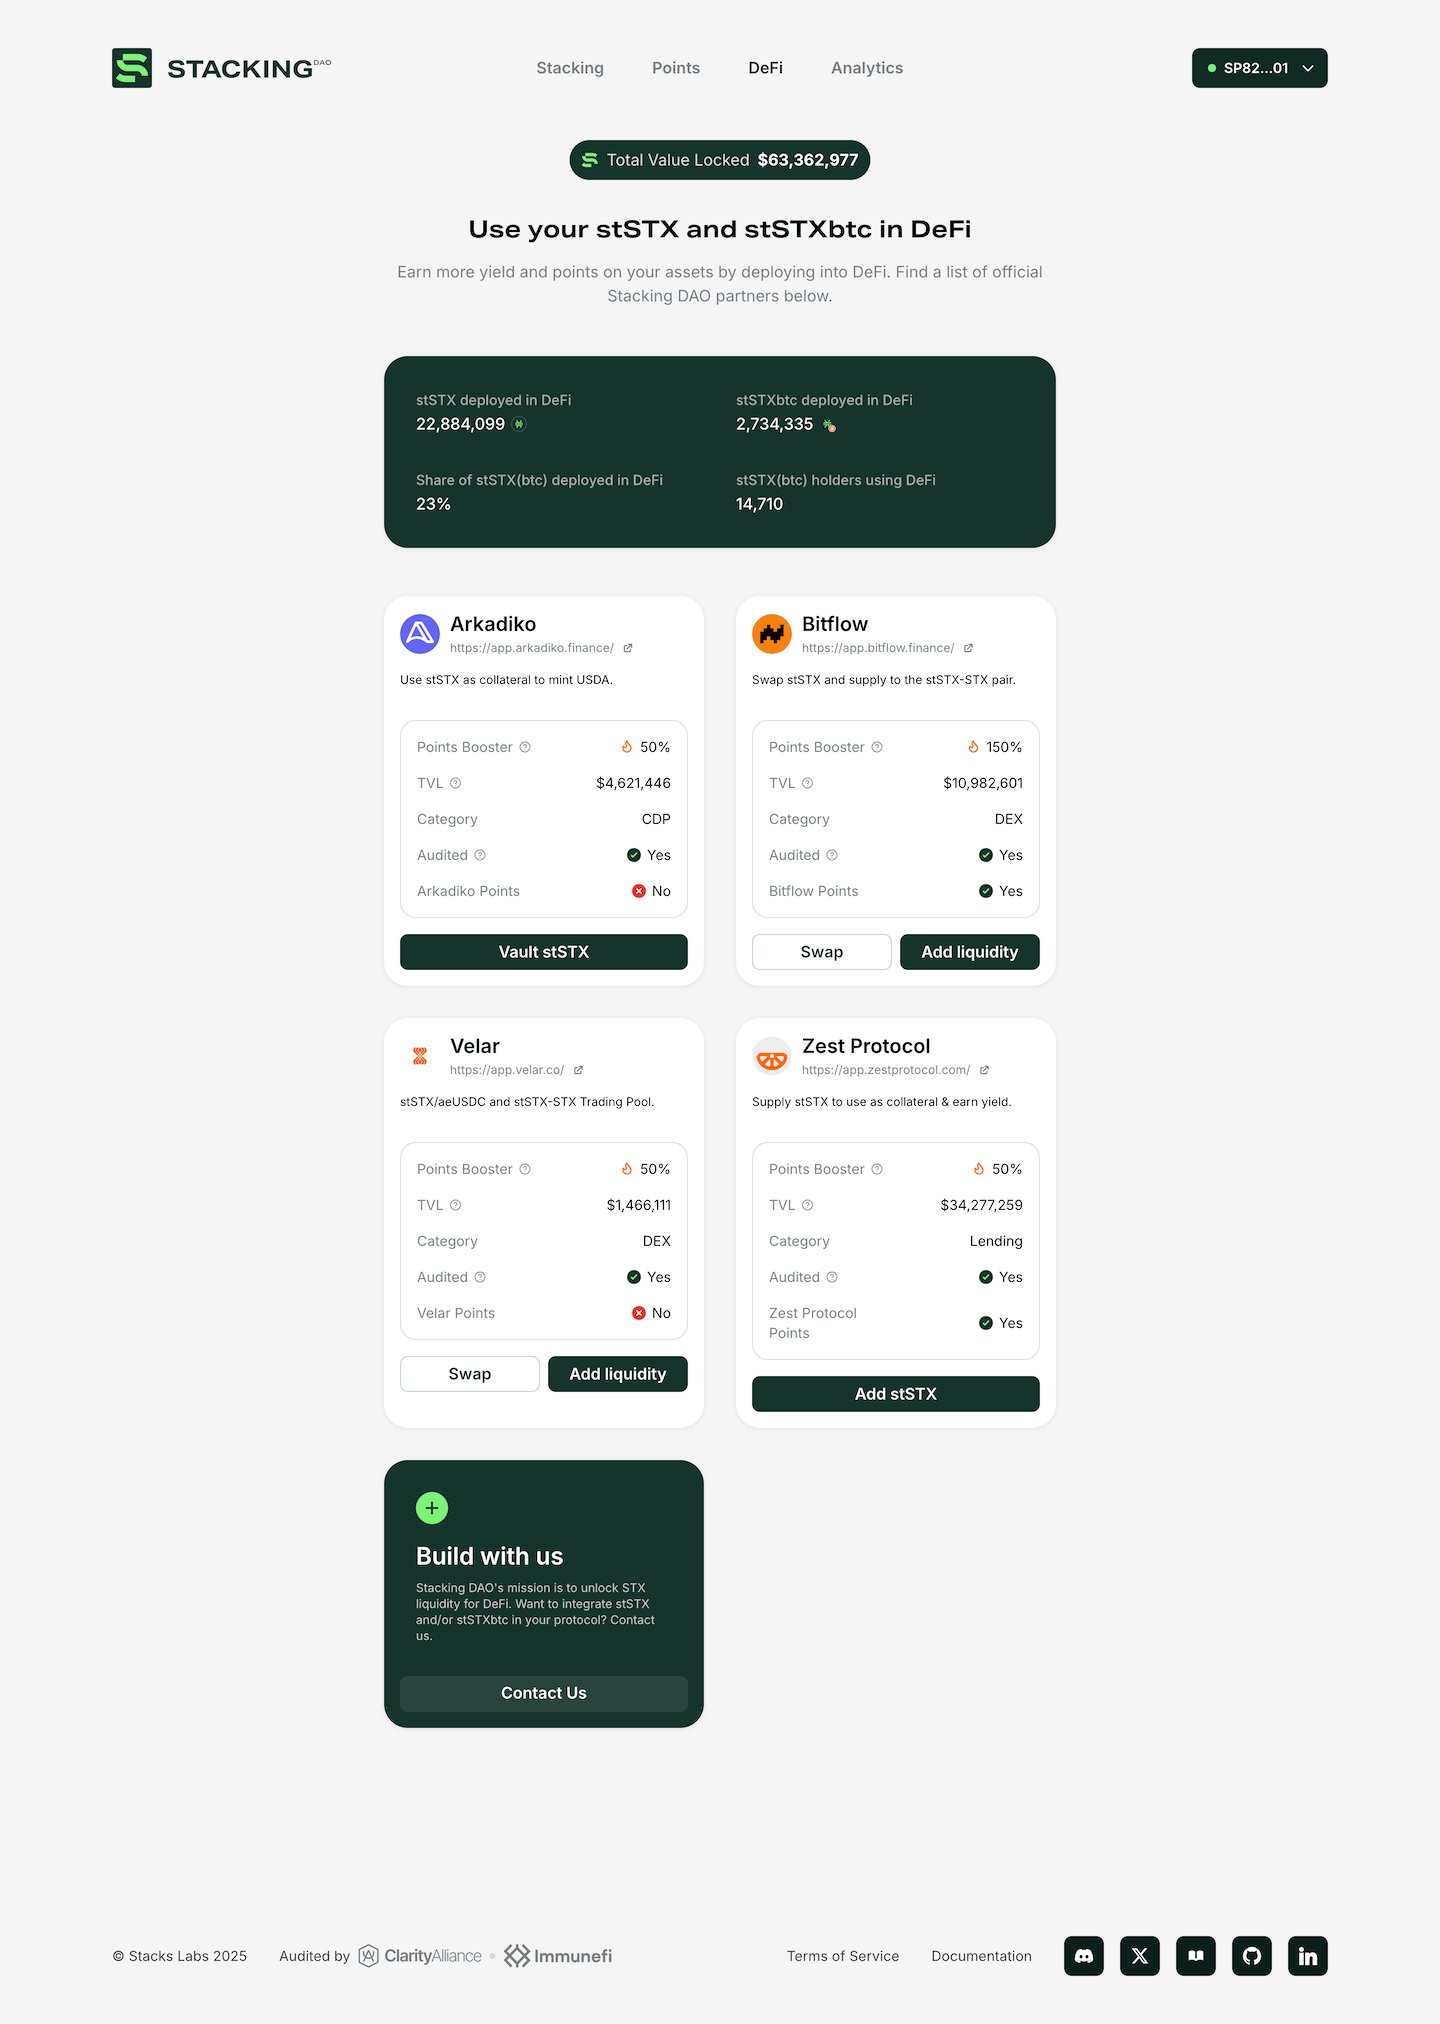 STACKING DAO
Stacking
Points
DeFi
Analytics
SP82...01
Total Value Locked $63,362,977
Use your stSTX and stSTXbtc in DeFi
Earn more yield and points on your assets by deploying into DeFi. Find a list of official
Stacking DAO partners below.
stSTX deployed in DeFi
22,884,099
stSTXbtc deployed in DeFi
2,734,335
Share of stSTX(btc) deployed in DeFi
23%
stSTX(btc) holders using DeFi
14,710
Arkadiko
https://app.arkadiko.finance/
Use stSTX as collateral to mint USDA.
Points Booster 50%
TVL $4,621,446
Category CDP
Audited Yes
Arkadiko Points No
Vault stSTX
Bitflow
https://app.bitflow.finance/
Swap stSTX and supply to the stSTX-STX pair.
Points Booster 150%
TVL $10,982,601
Category DEX
Audited Yes
Bitflow Points Yes
Swap
Add liquidity
Velar
https://app.velar.co/
stSTX/aeUSDC and stSTX-STX Trading Pool.
Points Booster 50%
TVL $1,466,111
Category DEX
Audited Yes
Velar Points No
Swap
Add liquidity
Zest Protocol
https://app.zestprotocol.com/
Supply stSTX to use as collateral & earn yield.
Points Booster 50%
TVL $34,277,259
Category Lending
Audited Yes
Zest Protocol
Points Yes
Add stSTX
Build with us
Stacking DAO's mission is to unlock STX
liquidity for DeFi. Want to integrate stSTX
and/or stSTXbtc in your protocol? Contact
us.
Contact Us
© Stacks Labs 2025
Audited by ClarityAlliance • Immunefi
Terms of Service
Documentation